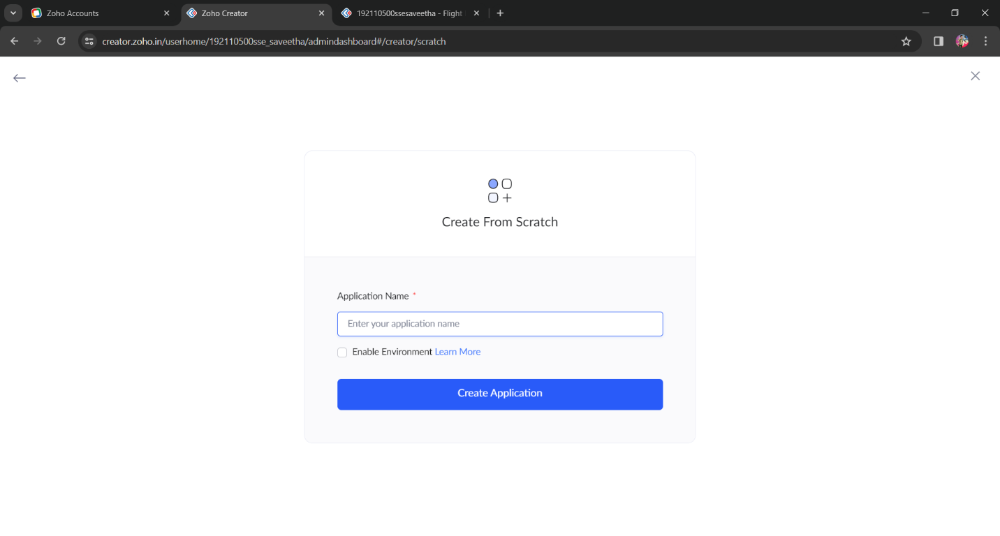 Zoho Accounts
Zoho Creator
192110500ssesaveetha - Flight
creator.zoho.in/userhome/192110500sse_saveetha/admindashboard#/creator/scratch
Create From Scratch
Application Name *
Enter your application name
Enable Environment Learn More
Create Application